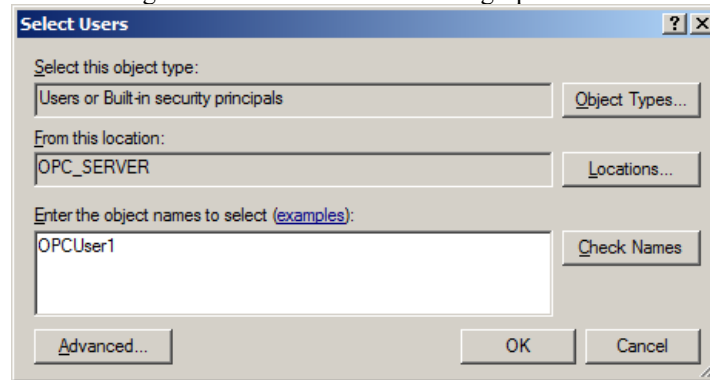 Select Users
Select this object type:
Users or Built-in security principals
Object Types...
From this location:
OPC_SERVER
Locations...
Enter the object names to select (examples):
OPCUser1
Check Names
Advanced...
OK
Cancel